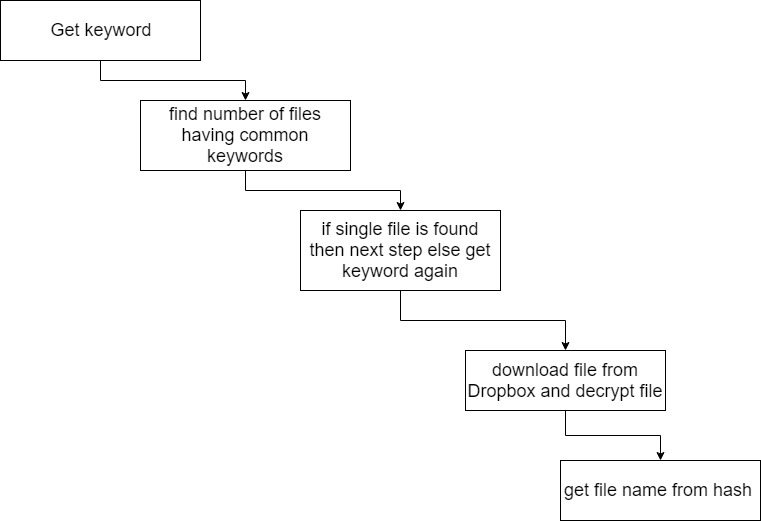 Get keyword
find number of files
having common
keywords
if single file is found
then next step else get
keyword again
download file from
Dropbox and decrypt file
get file name from hash